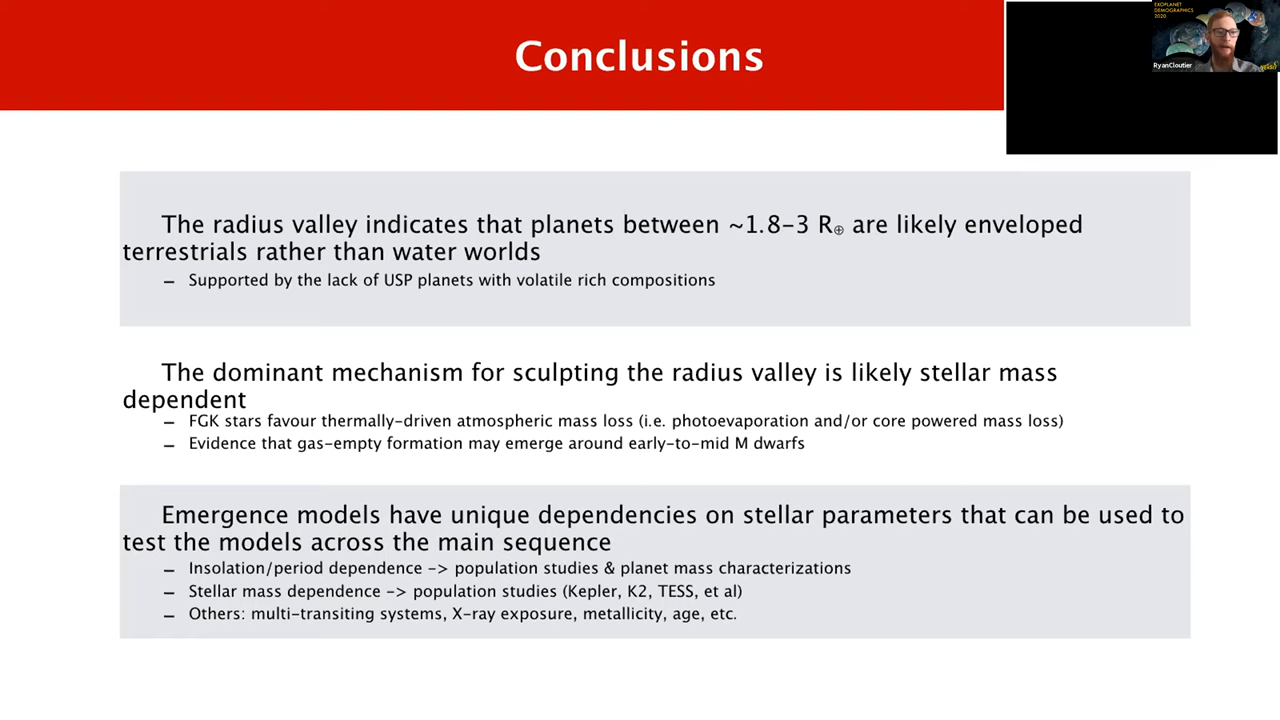 Conclusions
EXOPLANET
DEMOGRAPHICS
2020
RyanCloutier
The radius valley indicates that planets between ~1.8–3 R⊕ are likely enveloped
terrestrials rather than water worlds
– Supported by the lack of USP planets with volatile rich compositions
The dominant mechanism for sculpting the radius valley is likely stellar mass
dependent
– FGK stars favour thermally-driven atmospheric mass loss (i.e. photoevaporation and/or core powered mass loss)
– Evidence that gas-empty formation may emerge around early-to-mid M dwarfs
Emergence models have unique dependencies on stellar parameters that can be used to
test the models across the main sequence
– Insolation/period dependence -> population studies & planet mass characterizations
– Stellar mass dependence -> population studies (Kepler, K2, TESS, et al)
– Others: multi-transiting systems, X-ray exposure, metallicity, age, etc.